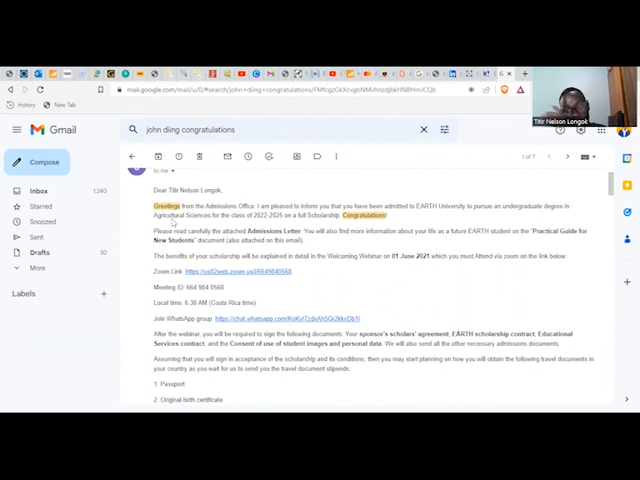 mail.google.com/mail/u/0/#search/john+diing+congratulations/
History
New Tab
Titir Nelson Longok
Gmail
john diing congratulations
Compose
1 of 7
to me
Inbox 1,240
Starred
Snoozed
Sent
Drafts 30
More
Labels
Dear Titir Nelson Longok,
Greetings from the Admissions Office. I am pleased to inform you that you have been admitted to EARTH University to pursue an undergraduate degree in
Agricultural Sciences for the class of 2022-2025 on a full Scholarship. Congratulations!
Please read carefully the attached Admissions Letter. You will also find more information about your life as a future EARTH student on the "Practical Guide for
New Students" document (also attached on this email)
The benefits of your scholarship will be explained in detail in the Welcoming Webinar on 01 June 2021 which you must Attend via zoom on the link below:
Zoom Link: https://us02web.zoom.us/j/6649840568
Meeting ID: 664 984 0568
Local time: 6:30 AM (Costa Rica time)
Join WhatsApp group:
After the webinar, you will be required to sign the following documents: Your sponsor's scholars' agreement, EARTH scholarship contract, Educational
Services contract, and the Consent of use of student images and personal data. We will also send all the other necessary admissions documents.
Assuming that you will sign in acceptance of the scholarship and its conditions, then you may start planning on how you will obtain the following travel documents in
your country as you wait for us to send you the travel document stipends:
1. Passport.
2. Original birth certificate.